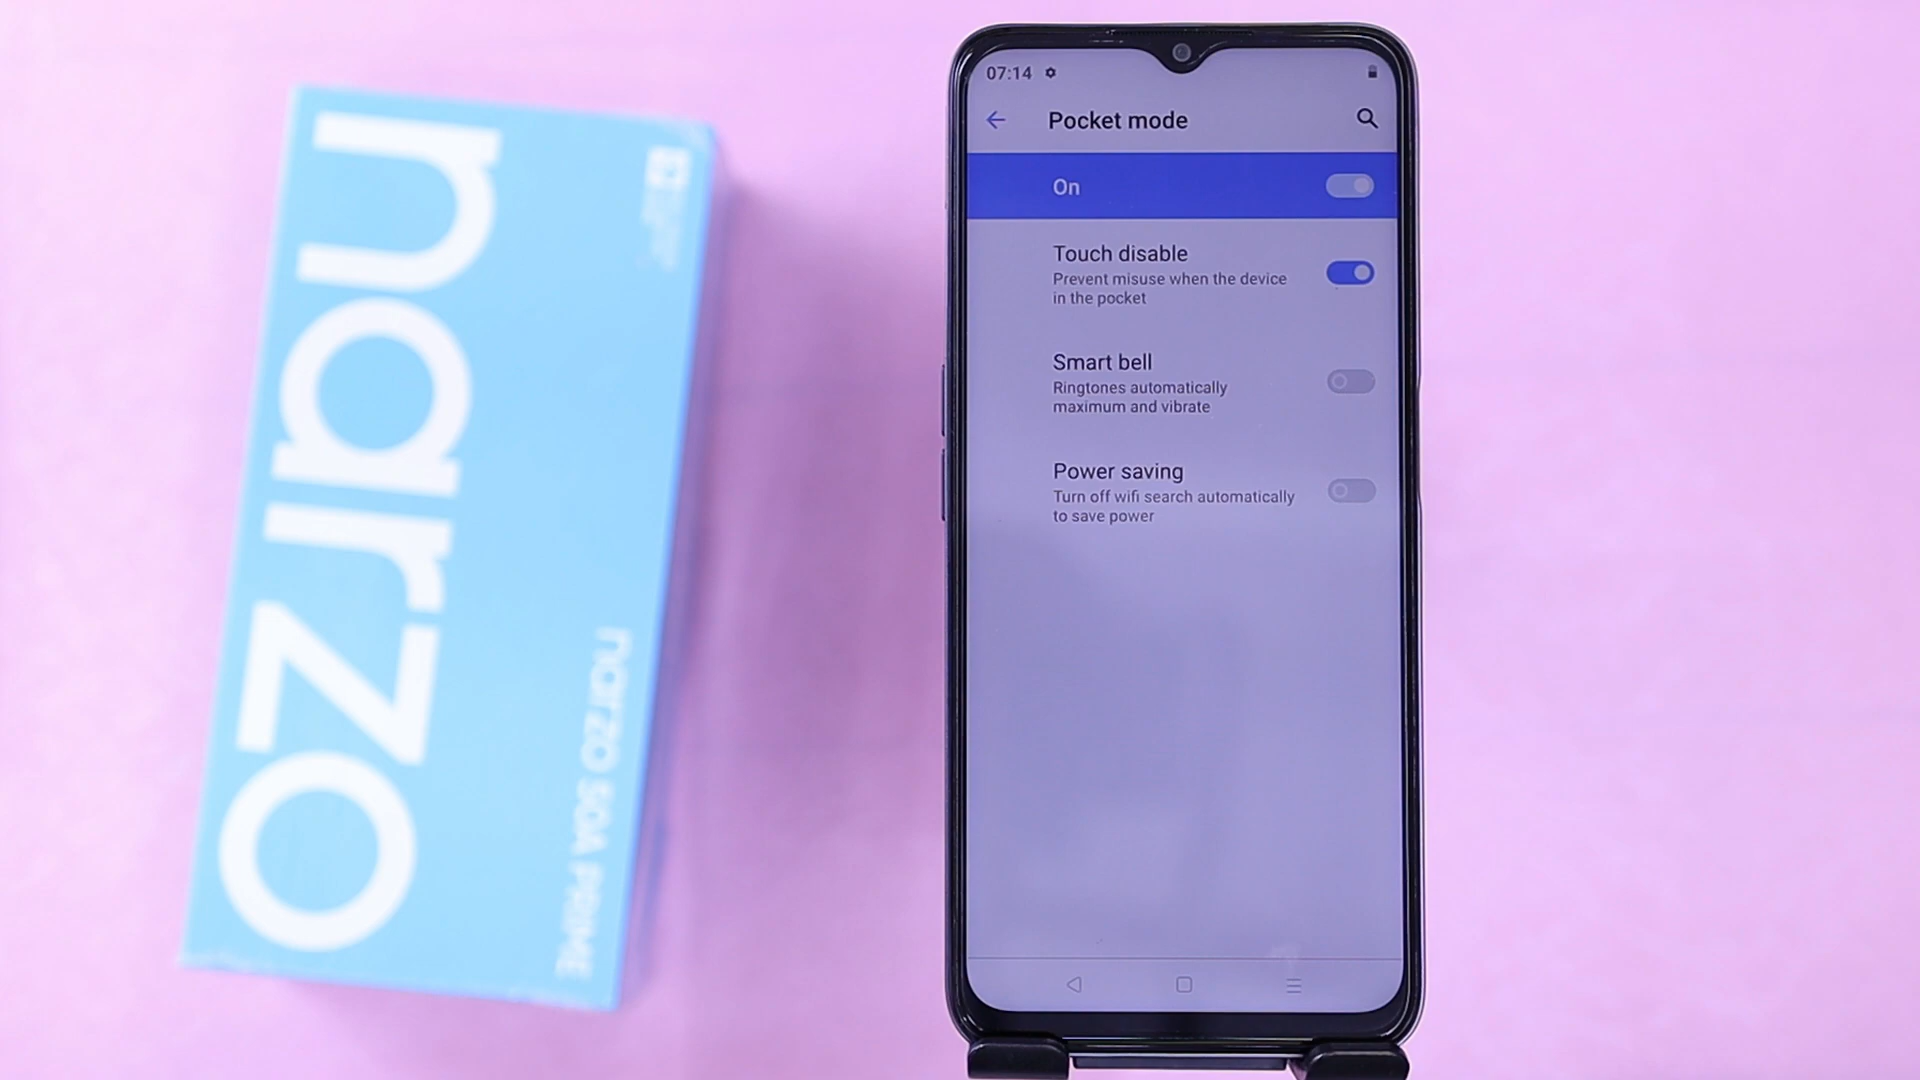 narzo
narzo 50A PRIME
07:14
Pocket mode
On
Touch disable
Prevent misuse when the device
in the pocket
Smart bell
Ringtones automatically
maximum and vibrate
Power saving
Turn off wifi search automatically
to save power